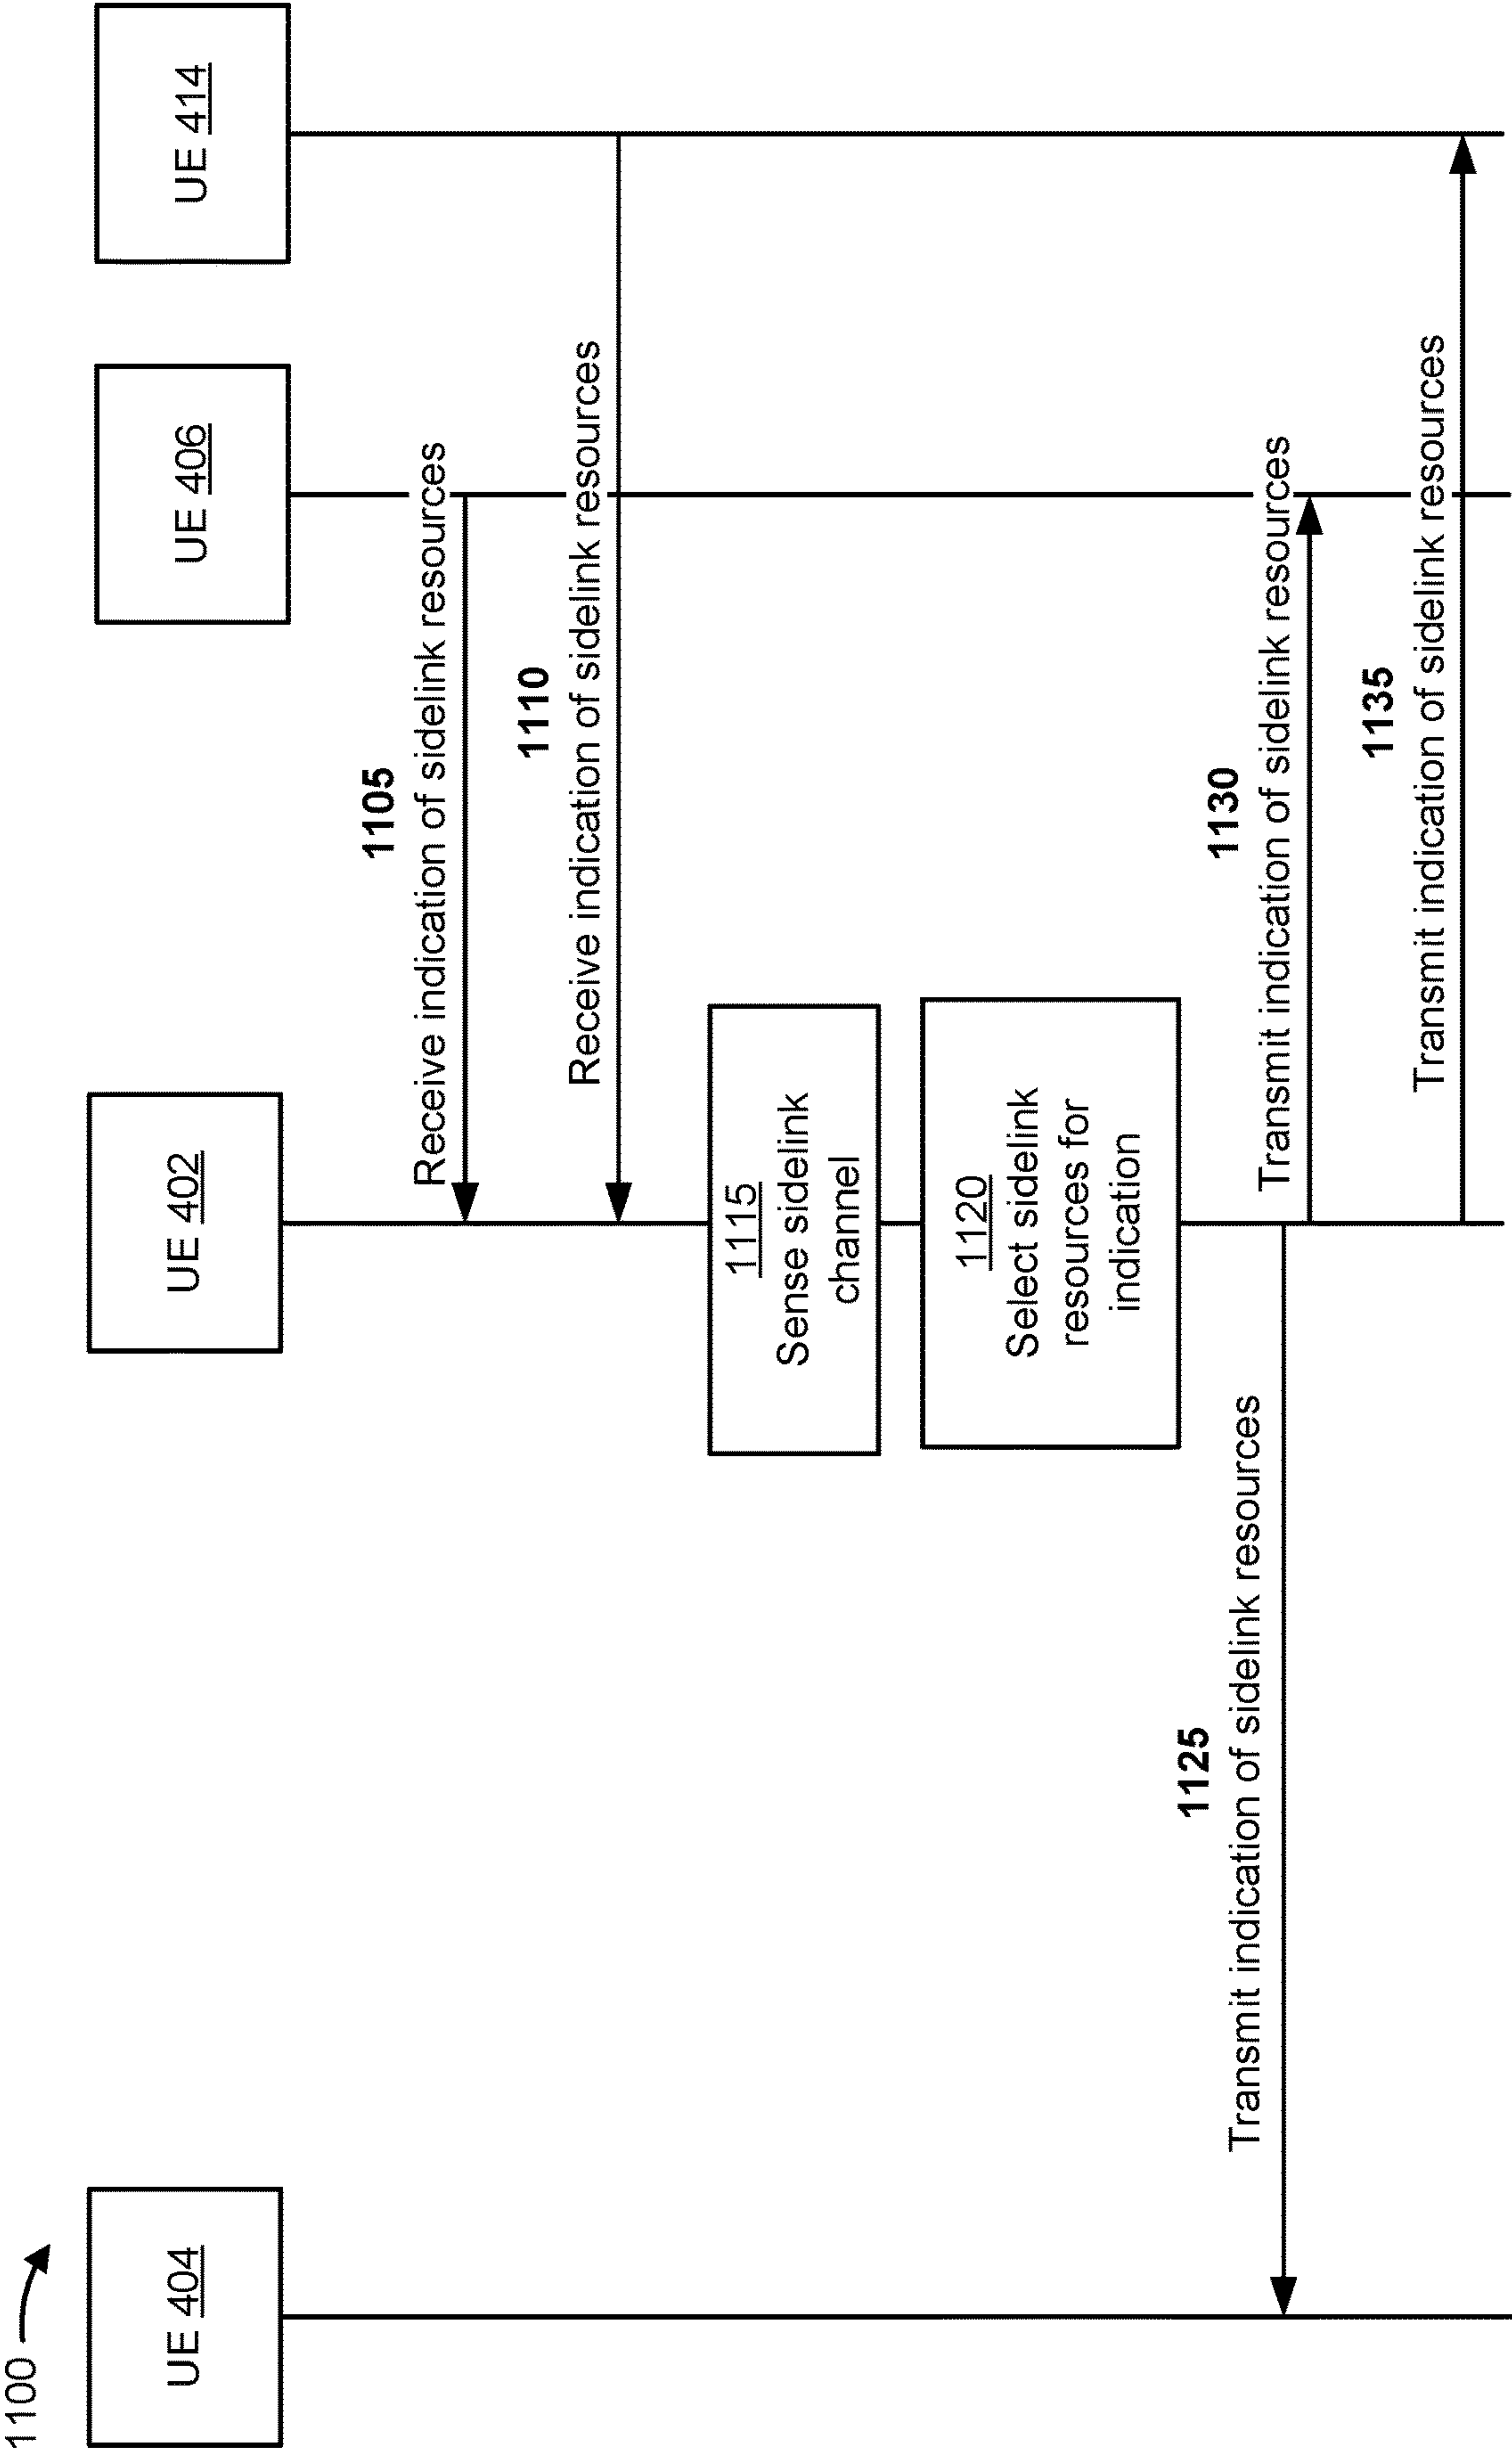 1100
UE 404
UE 402
UE 406
UE 414
1105
Receive indication of sidelink resources
1110
Receive indication of sidelink resources
1115
Sense sidelink
channel
1120
Select sidelink
resources for
indication
1125
Transmit indication of sidelink resources
1130
Transmit indication of sidelink resources
1135
Transmit indication of sidelink resources